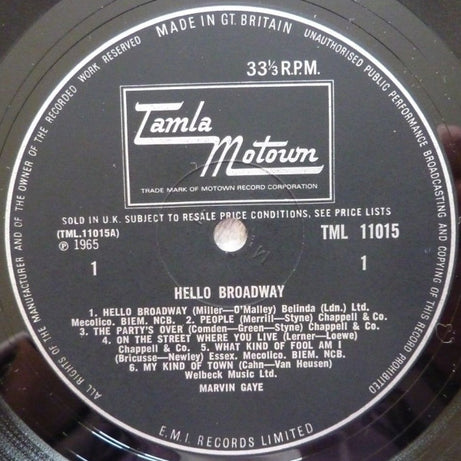 MADE IN GT. BRITAIN
UNAUTHORISED PUBLIC PERFORMANCE BROADCASTING AND COPYING OF THIS RECORD PROHIBITED
ALL RIGHTS OF THE MANUFACTURER AND OF THE OWNER OF THE RECORDED WORK RESERVED
33⅓ R.P.M.
Tamla
Motown
TRADE MARK OF MOTOWN RECORD CORPORATION
SOLD IN U.K. SUBJECT TO RESALE PRICE CONDITIONS, SEE PRICE LISTS
(TML.11015A) TML 11015
℗ 1965
1 1
HELLO BROADWAY
1. HELLO BROADWAY (Miller—O'Malley) Belinda (Ldn.) Ltd.
Mecolico. BIEM. NCB. 2. PEOPLE (Merrill—Styne) Chappell & Co.
3. THE PARTY'S OVER (Comden—Green—Styne) Chappell & Co.
4. ON THE STREET WHERE YOU LIVE (Lerner—Loewe)
Chappell & Co. 5. WHAT KIND OF FOOL AM I
(Bricusse—Newley) Essex. Mecolico. BIEM. NCB.
6. MY KIND OF TOWN (Cahn—Van Heusen)
Welbeck Music Ltd.
MARVIN GAYE
E.M.I. RECORDS LIMITED